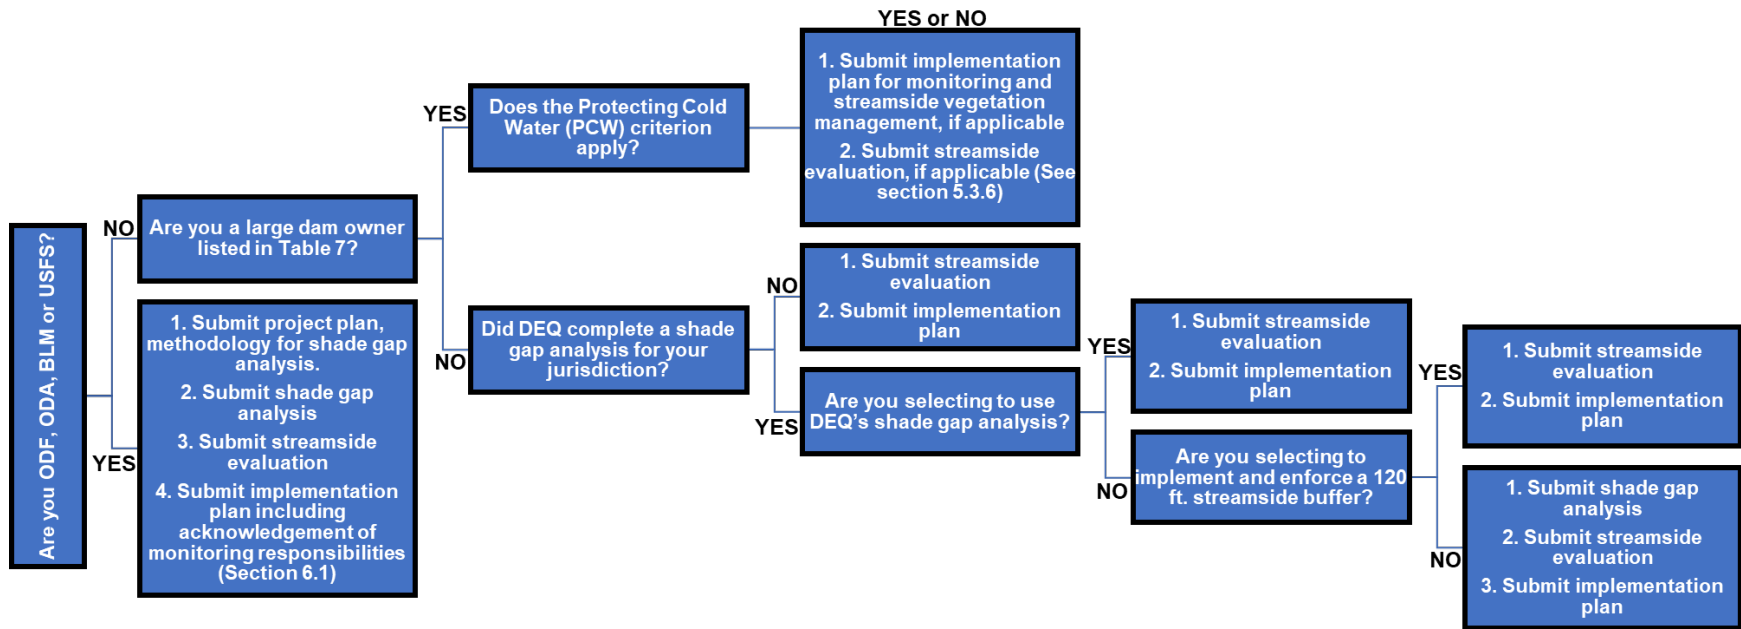 Are you ODF, ODA, BLM or USFS?
NO
Are you a large dam owner
listed in Table 7?
YES
1. Submit project plan,
methodology for shade gap
analysis.
2. Submit shade gap
analysis
3. Submit streamside
evaluation
4. Submit implementation
plan including
acknowledgement of
monitoring responsibilities
(Section 6.1)
YES
Does the Protecting Cold
Water (PCW) criterion
apply?
YES or NO
1. Submit implementation
plan for monitoring and
streamside vegetation
management, if applicable
2. Submit streamside
evaluation, if applicable (See
section 5.3.6)
NO
Did DEQ complete a shade
gap analysis for your
jurisdiction?
NO
1. Submit streamside
evaluation
2. Submit implementation
plan
YES
Are you selecting to use
DEQ’s shade gap analysis?
YES
1. Submit streamside
evaluation
2. Submit implementation
plan
NO
Are you selecting to
implement and enforce a 120
ft. streamside buffer?
YES
1. Submit streamside
evaluation
2. Submit implementation
plan
NO
1. Submit shade gap
analysis
2. Submit streamside
evaluation
3. Submit implementation
plan